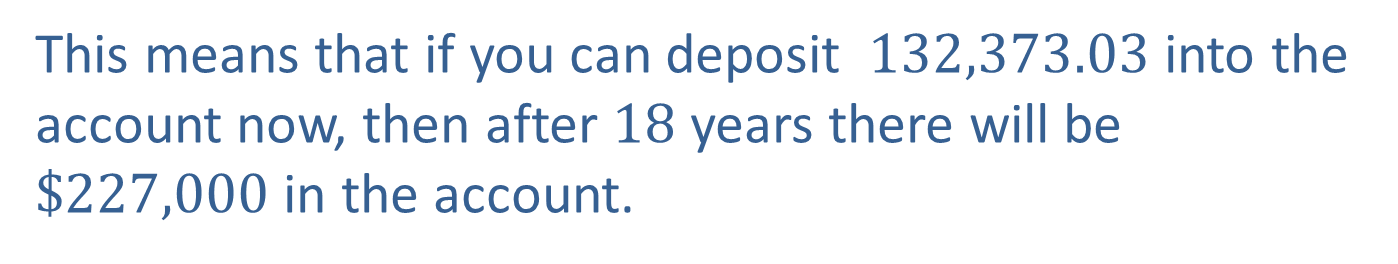 This means that if you can deposit 132,373.03 into the
account now, then after 18 years there will be
$227,000 in the account.